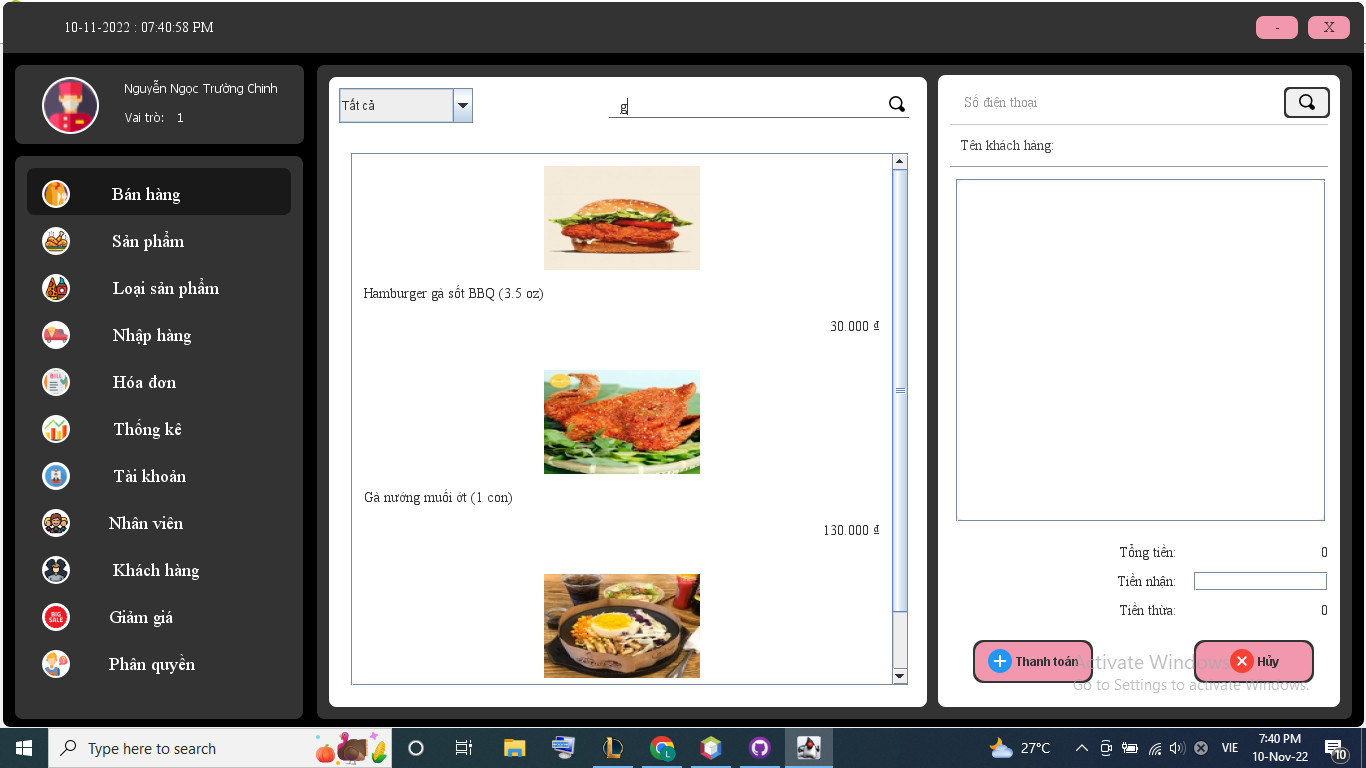 10-11-2022 : 07:40:58 PM
-
X
Nguyễn Ngọc Trường Chinh
Vai trò: 1
Bán hàng
Sản phẩm
Loại sản phẩm
Nhập hàng
Hóa đơn
Thống kê
Tài khoản
Nhân viên
Khách hàng
Giảm giá
Phân quyền
Tất cả
g
Hamburger gà sốt BBQ (3.5 oz)
30.000 ₫
Gà nướng muối ớt (1 con)
130.000 ₫
Số điện thoại
Tên khách hàng:
Tổng tiền: 0
Tiền nhận:
Tiền thừa: 0
Thanh toán
Hủy
Activate Windows
Go to Settings to activate Windows.
BILL
BIG
SALE
Type here to search
27°C
VIE
7:40 PM
10-Nov-22
10